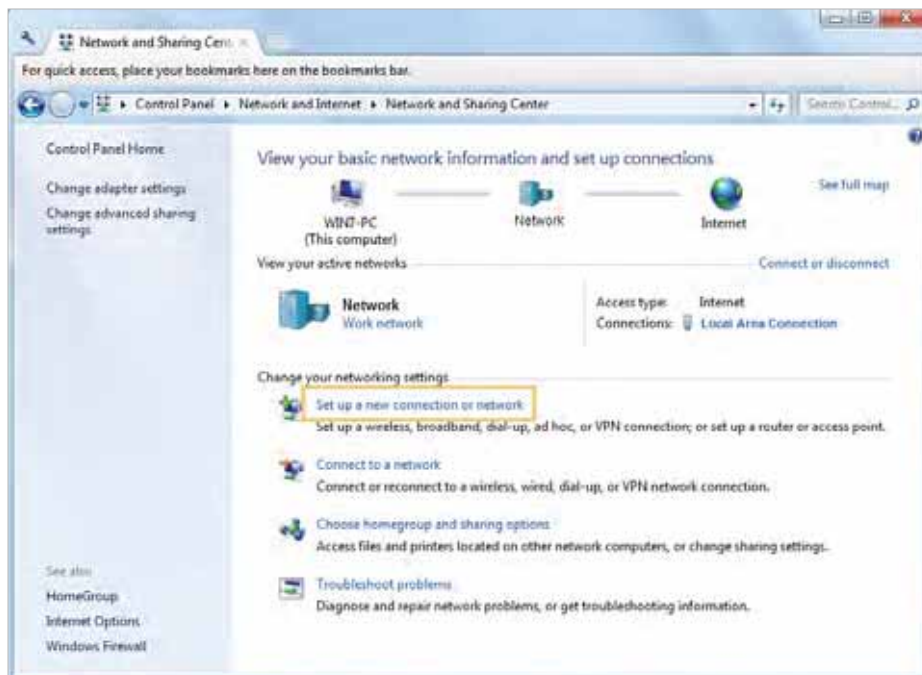 Network and Sharing Cent
For quick access, place your bookmarks here on the bookmarks bar.
Control Panel Network and Internet Network and Sharing Center
Search Control...
Control Panel Home
Change adapter settings
Change advanced sharing
settings
View your basic network information and set up connections
See full map
WIN7-PC
(This computer)
Network
Internet
View your active networks
Connect or disconnect
Network
Work network
Access type: Internet
Connections: Local Area Connection
Change your networking settings
Set up a new connection or network
Set up a wireless, broadband, dial-up, ad hoc, or VPN connection; or set up a router or access point.
Connect to a network
Connect or reconnect to a wireless, wired, dial-up, or VPN network connection.
Choose homegroup and sharing options
Access files and printers located on other network computers, or change sharing settings.
Troubleshoot problems
Diagnose and repair network problems, or get troubleshooting information.
See also
HomeGroup
Internet Options
Windows Firewall